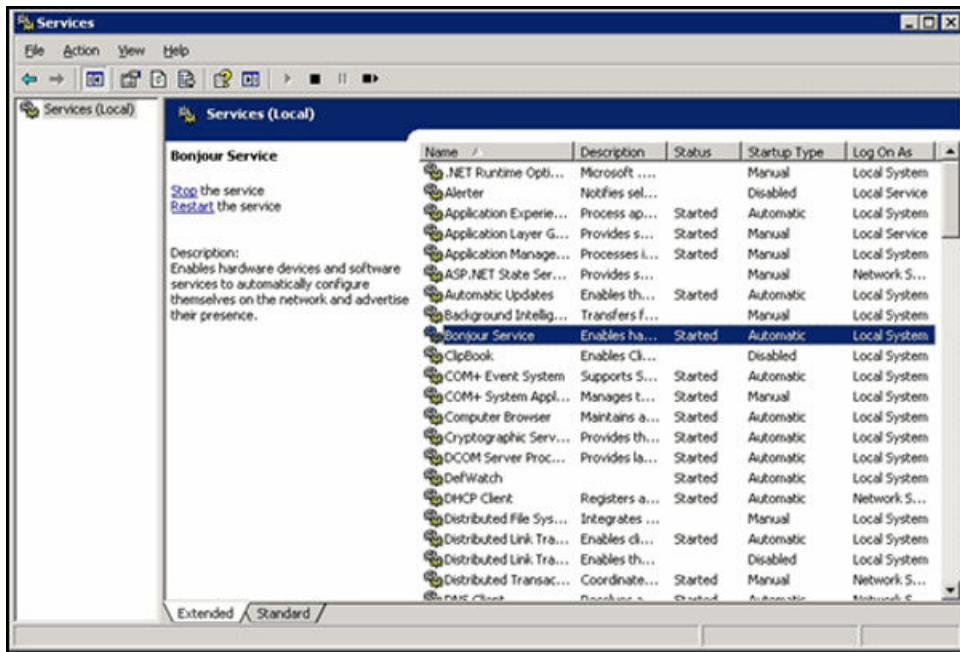 Services
File Action View Help
Services (Local)
Services (Local)
Bonjour Service
Stop the service
Restart the service
Description:
Enables hardware devices and software
services to automatically configure
themselves on the network and advertise
their presence.
Name Description Status Startup Type Log On As
.NET Runtime Opti... Microsoft .... Manual Local System
Alerter Notifies sel... Disabled Local Service
Application Experie... Process ap... Started Automatic Local System
Application Layer G... Provides s... Started Manual Local Service
Application Manage... Processes i... Started Manual Local System
ASP.NET State Ser... Provides s... Manual Network S...
Automatic Updates Enables th... Started Automatic Local System
Background Intellig... Transfers f... Manual Local System
Bonjour Service Enables ha... Started Automatic Local System
ClipBook Enables Cli... Disabled Local System
COM+ Event System Supports S... Started Automatic Local System
COM+ System Appl... Manages t... Started Manual Local System
Computer Browser Maintains a... Started Automatic Local System
Cryptographic Serv... Provides th... Started Automatic Local System
DCOM Server Proc... Provides la... Started Automatic Local System
DefWatch Started Automatic Local System
DHCP Client Registers a... Started Automatic Network S...
Distributed File Sys... Integrates ... Manual Local System
Distributed Link Tra... Enables cli... Started Automatic Local System
Distributed Link Tra... Enables th... Disabled Local System
Distributed Transac... Coordinate... Started Manual Network S...
DNS Client Resolves a Started Automatic Network S
Extended Standard